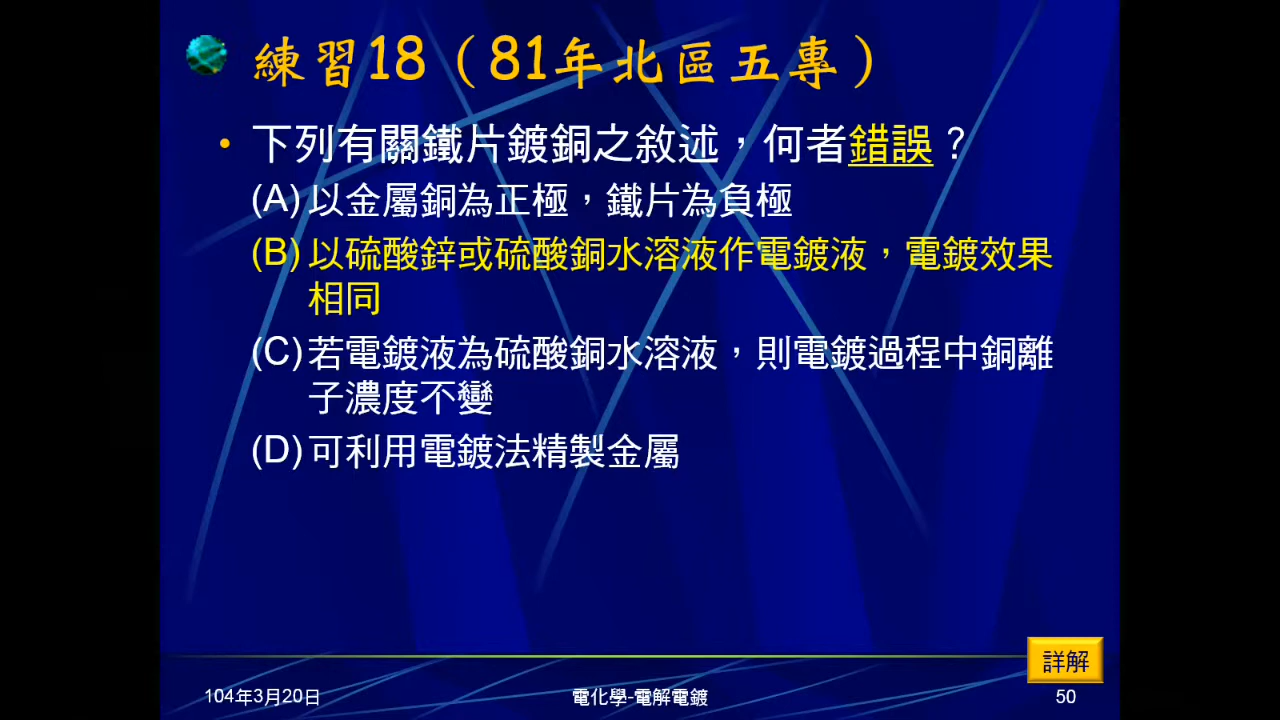 練習18（81年北區五專）
• 下列有關鐵片鍍銅之敘述，何者錯誤？
(A) 以金屬銅為正極，鐵片為負極
(B) 以硫酸鋅或硫酸銅水溶液作電鍍液，電鍍效果
相同
(C) 若電鍍液為硫酸銅水溶液，則電鍍過程中銅離
子濃度不變
(D) 可利用電鍍法精製金屬
詳解
104年3月20日
電化學-電解電鍍
50